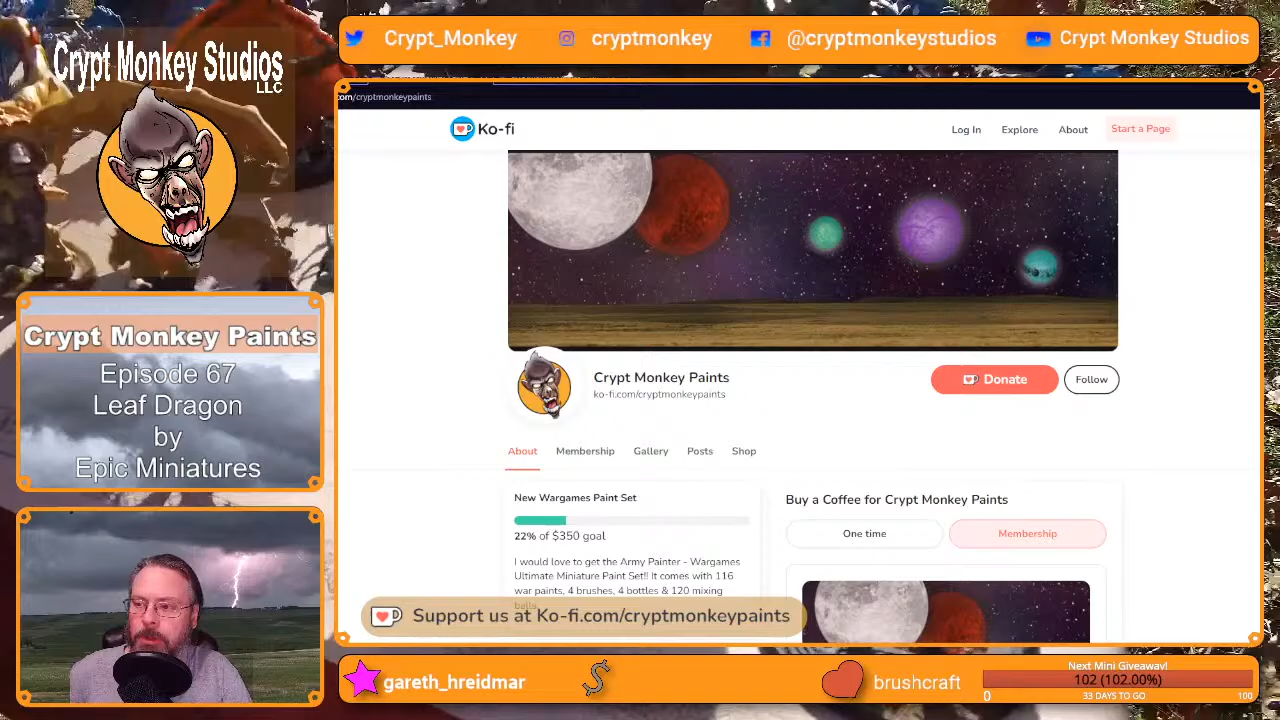 Crypt Monkey Studios
LLC
Crypt_Monkey
cryptmonkey
@cryptmonkeystudios
Crypt Monkey Studios
com/cryptmonkeypaints
Ko-fi
Log In
Explore
About
Start a Page
Crypt Monkey Paints
Episode 67
Leaf Dragon
by
Epic Miniatures
Crypt Monkey Paints
ko-fi.com/cryptmonkeypaints
Donate
Follow
About
Membership
Gallery
Posts
Shop
New Wargames Paint Set
22% of $350 goal
I would love to get the Army Painter - Wargames
Ultimate Miniature Paint Set!! It comes with 116
war paints, 4 brushes, 4 bottles & 120 mixing
balls.
Buy a Coffee for Crypt Monkey Paints
One time
Membership
Support us at Ko-fi.com/cryptmonkeypaints
gareth_hreidmar
brushcraft
Next Mini Giveaway!
102 (102.00%)
0
33 DAYS TO GO
100